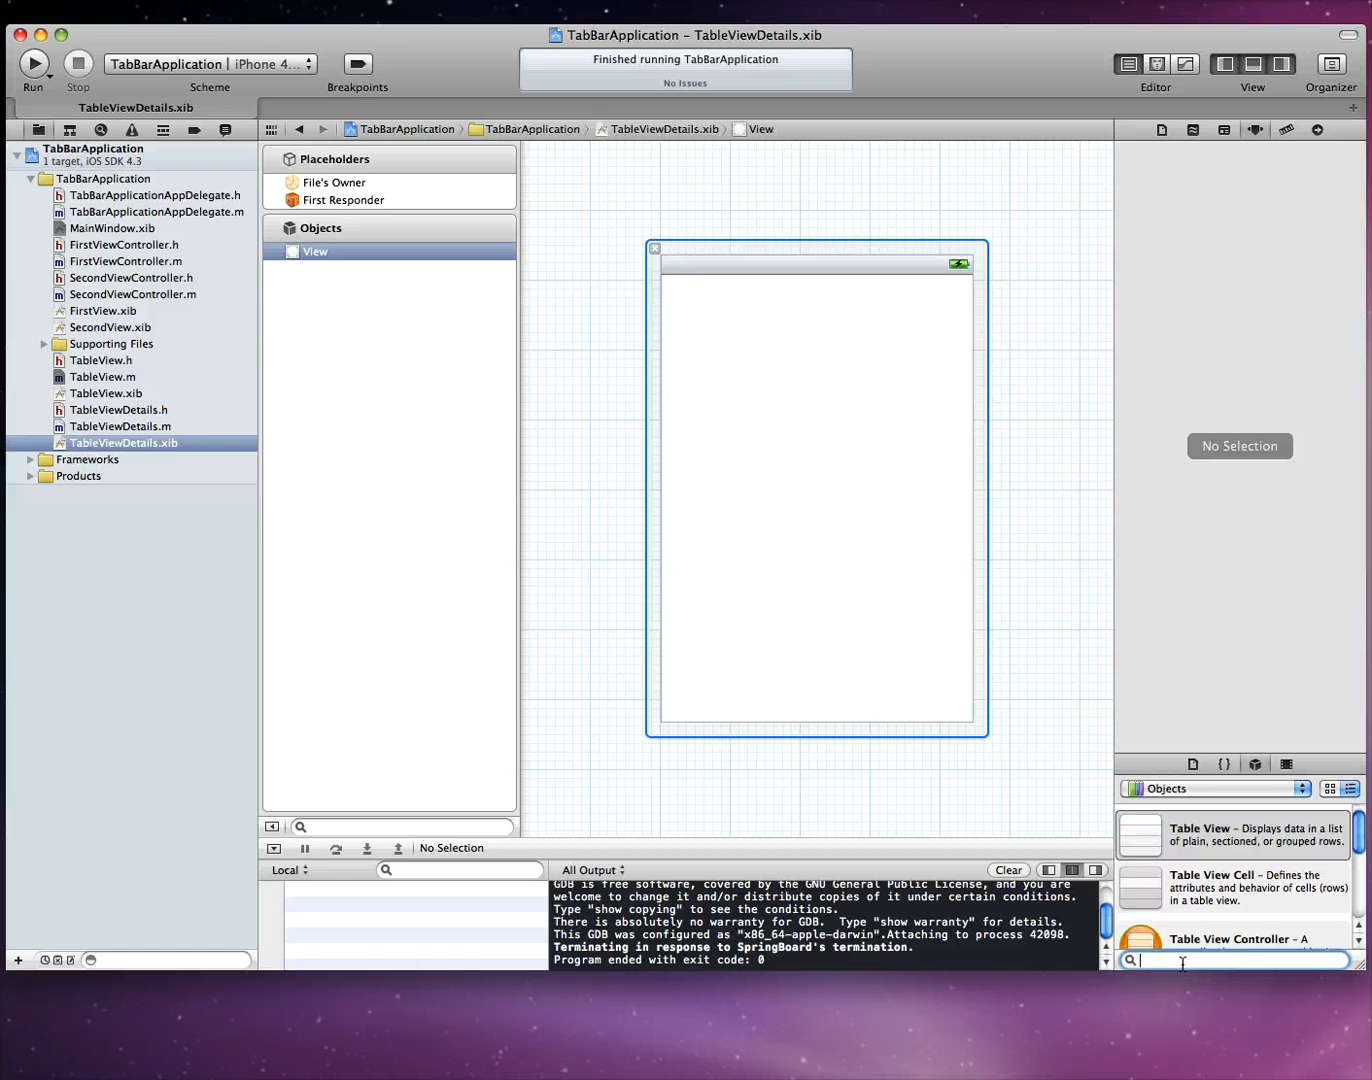 TabBarApplication – TableViewDetails.xib
TabBarApplication | iPhone 4...
Finished running TabBarApplication
No Issues
Run
Stop
Scheme
Breakpoints
Editor
View
Organizer
TableViewDetails.xib
TabBarApplication
TabBarApplication
TableViewDetails.xib
View
TabBarApplication
1 target, iOS SDK 4.3
TabBarApplication
TabBarApplicationAppDelegate.h
TabBarApplicationAppDelegate.m
MainWindow.xib
FirstViewController.h
FirstViewController.m
SecondViewController.h
SecondViewController.m
FirstView.xib
SecondView.xib
Supporting Files
TableView.h
TableView.m
TableView.xib
TableViewDetails.h
TableViewDetails.m
TableViewDetails.xib
Frameworks
Products
Placeholders
File's Owner
First Responder
Objects
View
No Selection
Objects
Table View – Displays data in a list
of plain, sectioned, or grouped rows.
Table View Cell – Defines the
attributes and behavior of cells (rows)
in a table view.
Table View Controller – A
No Selection
Local
All Output
Clear
GDB is free software, covered by the GNU General Public License, and you are
welcome to change it and/or distribute copies of it under certain conditions.
Type "show copying" to see the conditions.
There is absolutely no warranty for GDB.  Type "show warranty" for details.
This GDB was configured as "x86_64-apple-darwin".Attaching to process 42098.
Terminating in response to SpringBoard's termination.
Program ended with exit code: 0